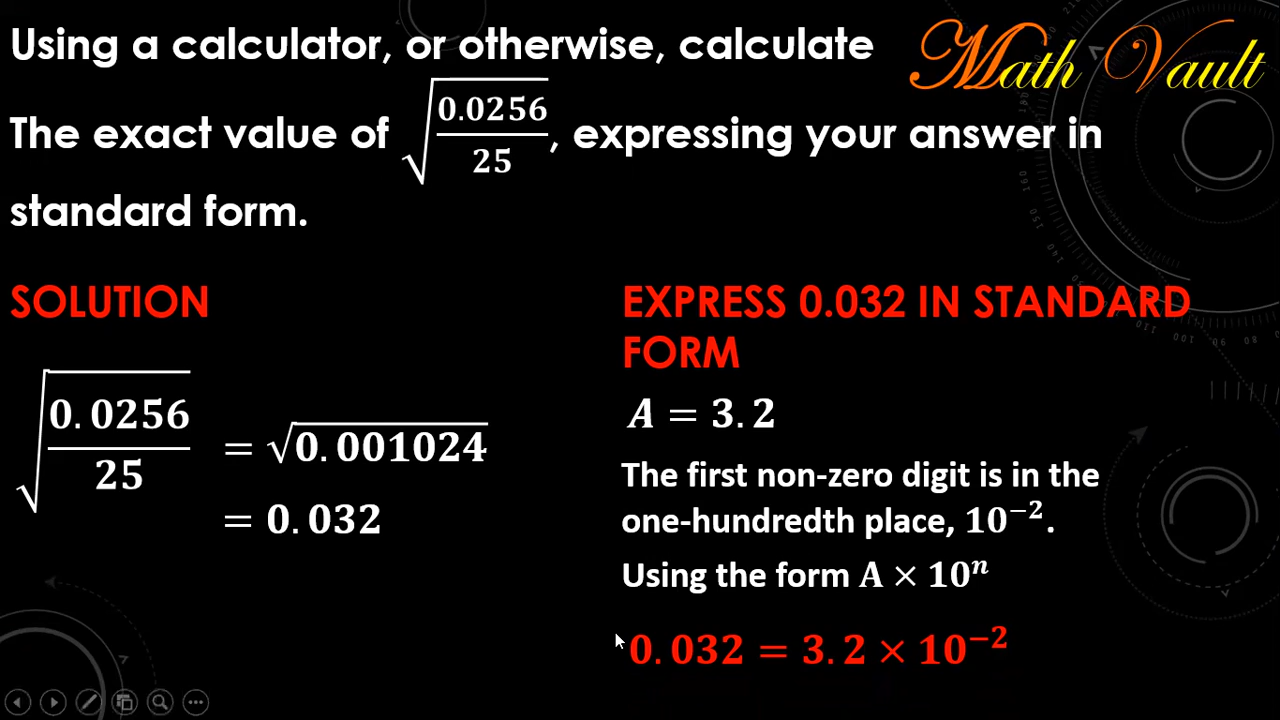 Using a calculator, or otherwise, calculate
Math Vault
The exact value of √(0.0256/25), expressing your answer in
standard form.
SOLUTION
√(0.0256/25) = √0.001024
= 0.032
EXPRESS 0.032 IN STANDARD
FORM
A = 3.2
The first non-zero digit is in the
one-hundredth place, 10⁻².
Using the form A × 10ⁿ
0.032 = 3.2 × 10⁻²